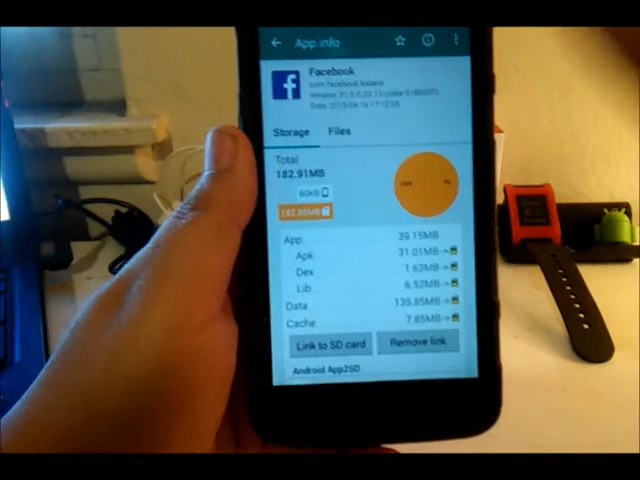 App info
Facebook
com.facebook.katana
Storage Files
Total
182.91MB
60KB
182.85MB
App 39.15MB
Apk 31.01MB->
Dex 1.63MB->
Lib 6.52MB->
Data 135.85MB->
Cache 7.85MB->
Link to SD card Remove link
Android App2SD